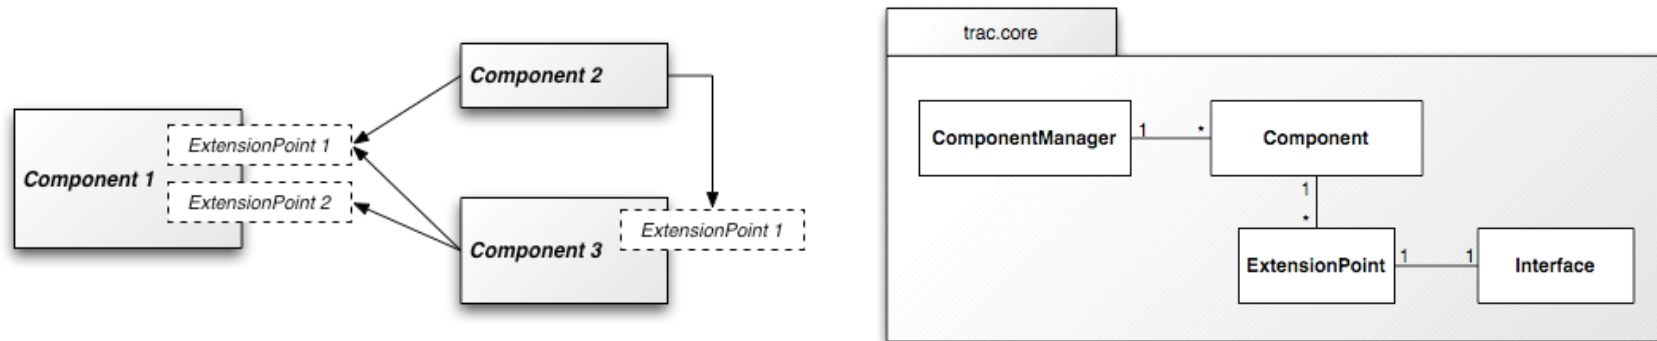 Component 1
ExtensionPoint 1
ExtensionPoint 2
Component 2
Component 3
ExtensionPoint 1
trac.core
ComponentManager
1
*
Component
1
*
ExtensionPoint
1
1
Interface